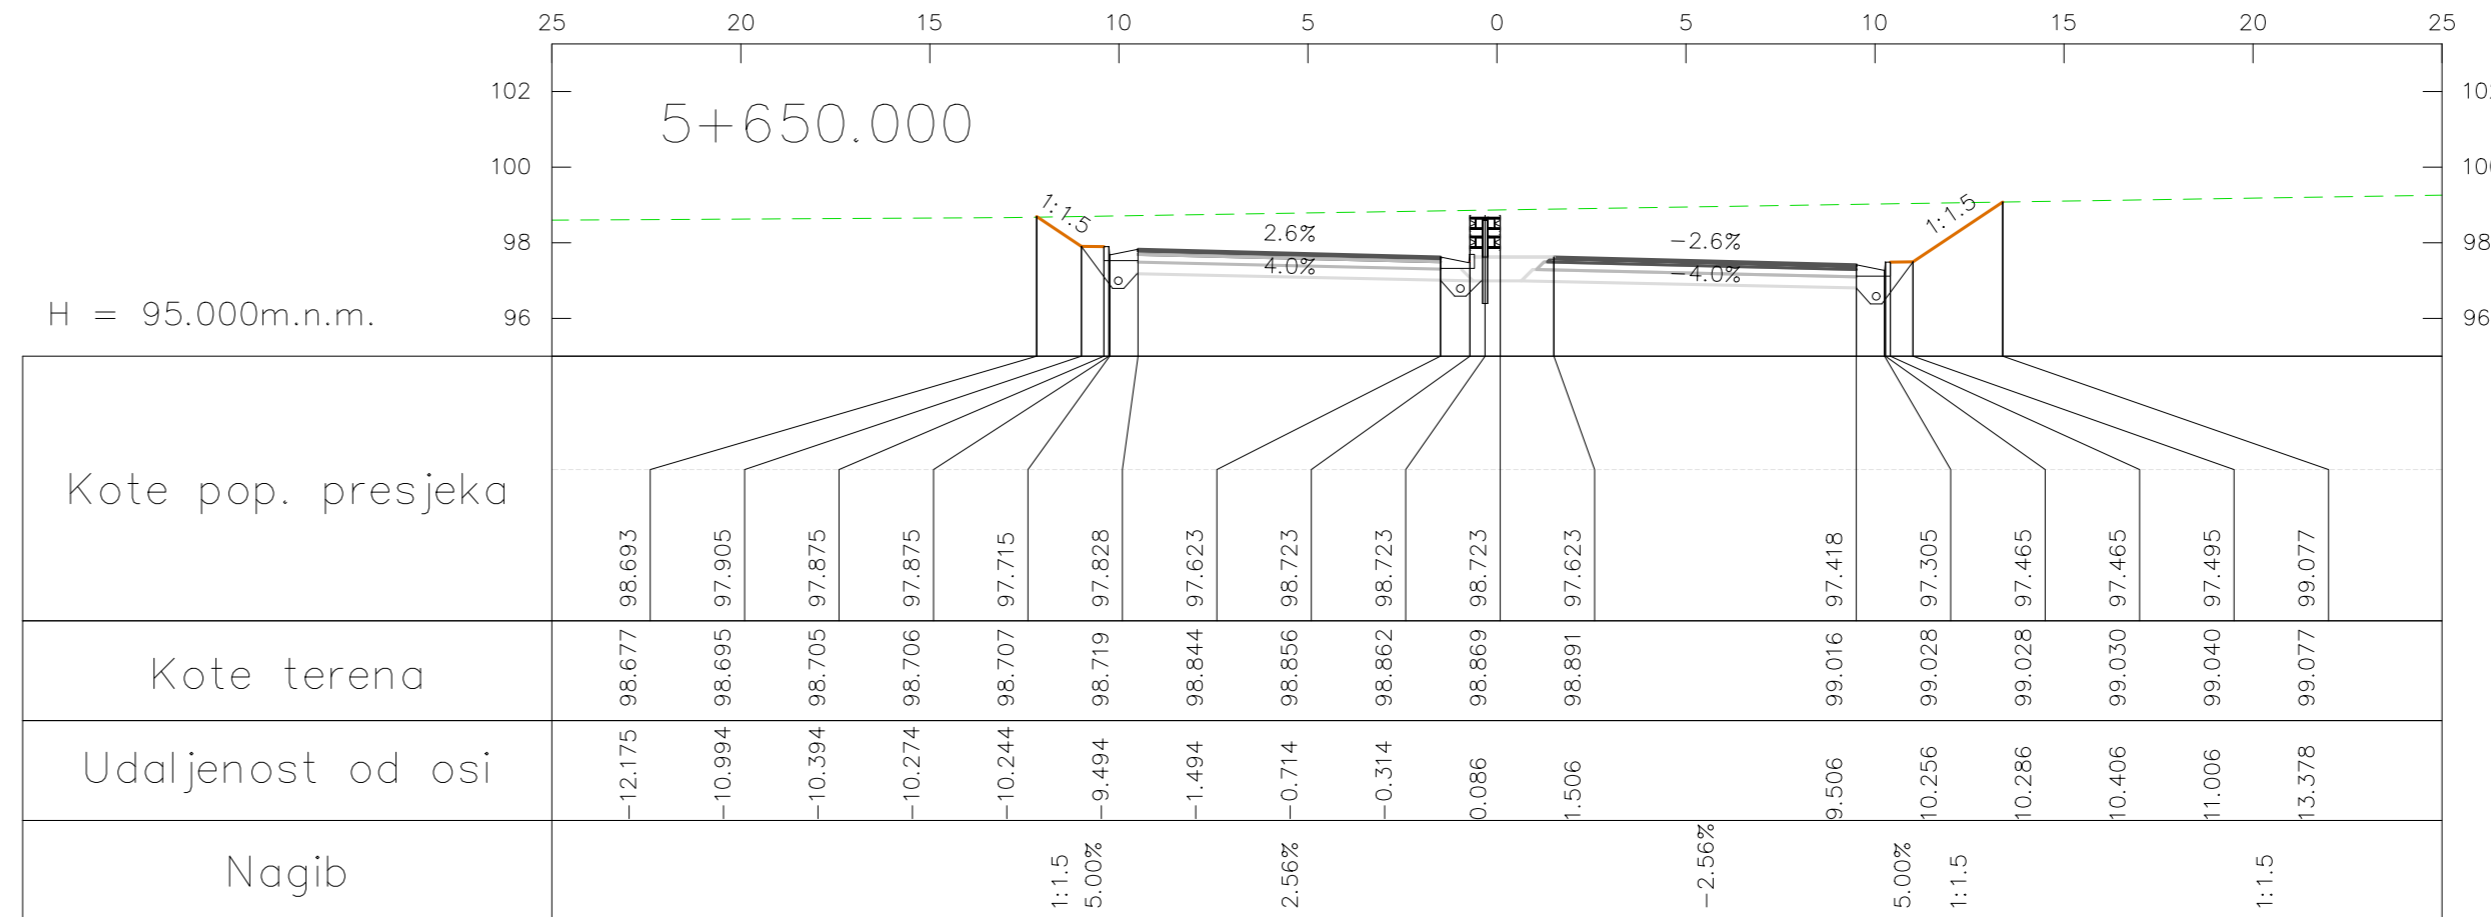 25 20 15 10 5 0 5 10 15 20 25
102
5+650.000
100
98
96
1:1.5
2.6%
4.0%
-2.6%
-4.0%
1:1.5
98
96
H = 95.000m.n.m.
Kote pop. presjeka
98.693 97.905 97.875 97.875 97.715 97.828 97.623 98.723 98.723 98.723 97.623 97.418 97.305 97.465 97.465 97.495 99.077
Kote terena
98.677 98.695 98.705 98.706 98.707 98.719 98.844 98.856 98.862 98.869 98.891 99.016 99.028 99.028 99.030 99.040 99.077
Udaljenost od osi
-12.175 -10.994 -10.394 -10.274 -10.244 -9.494 -1.494 -0.714 -0.314 0.086 1.506 9.506 10.256 10.286 10.406 11.006 13.378
Nagib
1:1.5 5.00% 2.56% -2.56% 5.00% 1:1.5 1:1.5